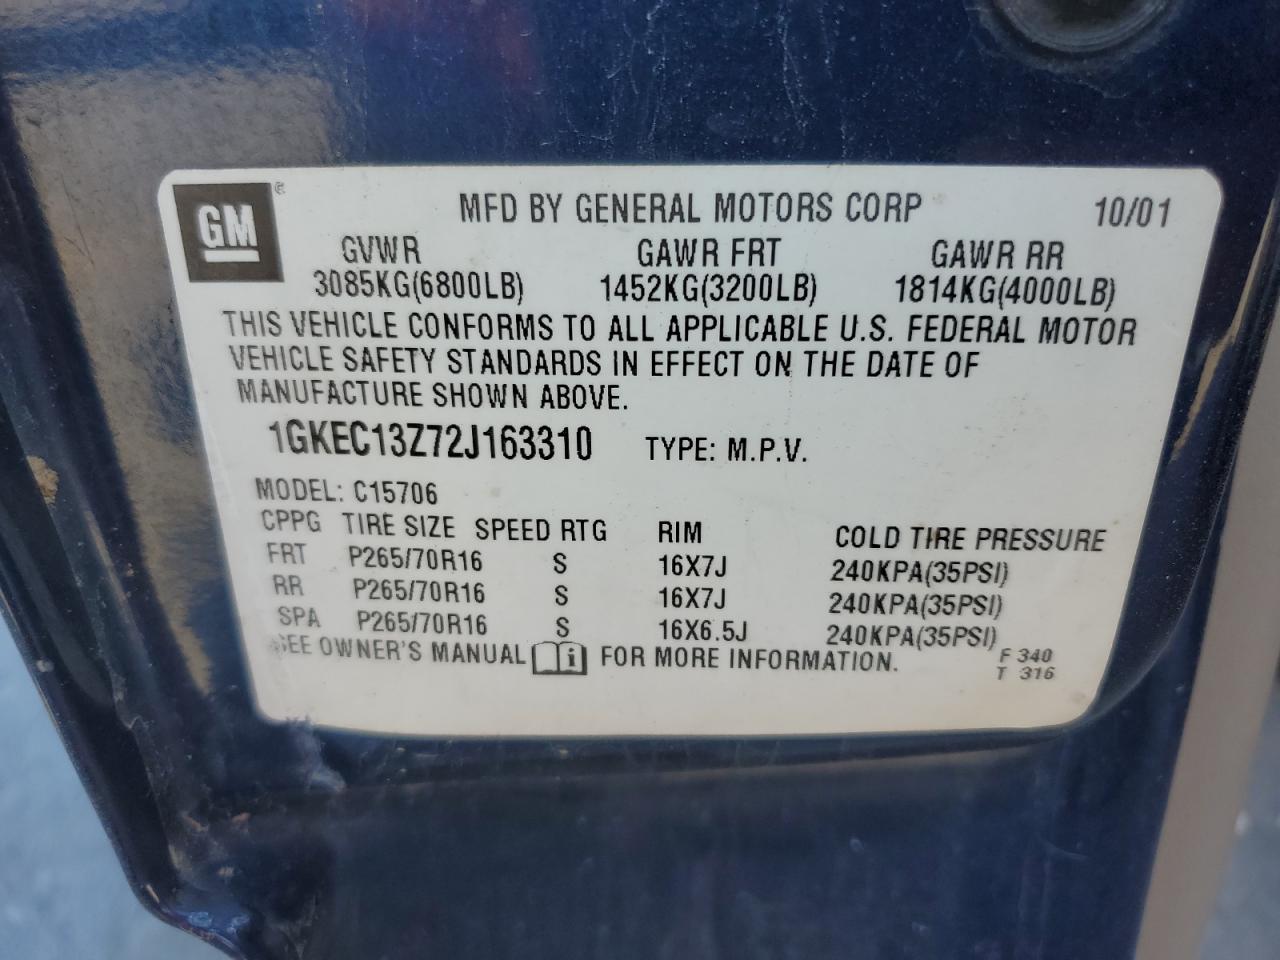 GM ®
MFD BY GENERAL MOTORS CORP 10/01
GVWR GAWR FRT GAWR RR
3085KG(6800LB) 1452KG(3200LB) 1814KG(4000LB)
THIS VEHICLE CONFORMS TO ALL APPLICABLE U.S. FEDERAL MOTOR
VEHICLE SAFETY STANDARDS IN EFFECT ON THE DATE OF
MANUFACTURE SHOWN ABOVE.
1GKEC13Z72J163310 TYPE: M.P.V.
MODEL: C15706
CPPG TIRE SIZE SPEED RTG RIM COLD TIRE PRESSURE
FRT P265/70R16 S 16X7J 240KPA(35PSI)
RR P265/70R16 S 16X7J 240KPA(35PSI)
SPA P265/70R16 S 16X6.5J 240KPA(35PSI)
SEE OWNER'S MANUAL i FOR MORE INFORMATION.
F 340
T 316